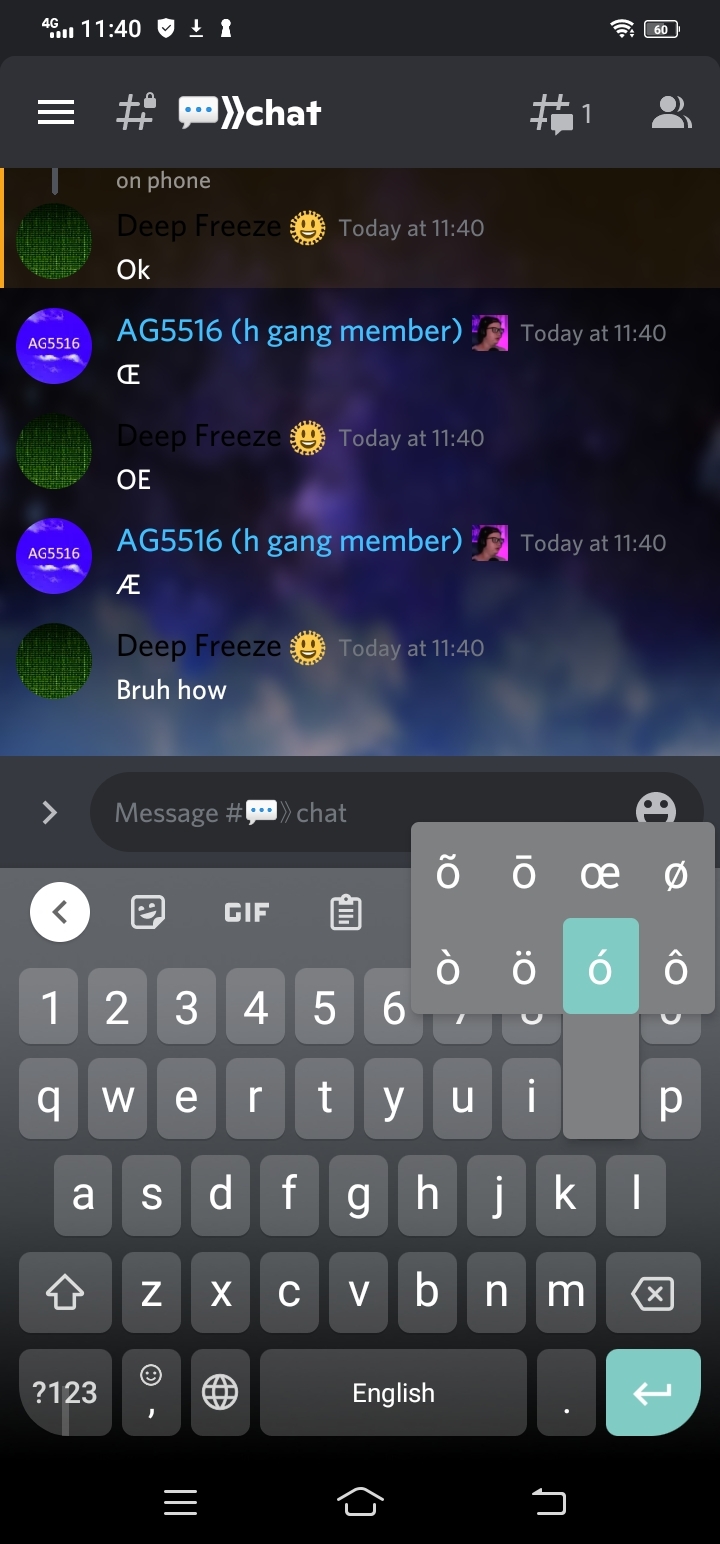 4G 11:40 60
# 💬》chat 1
on phone
Deep Freeze Today at 11:40
Ok
AG5516
AG5516 (h gang member) Today at 11:40
Œ
Deep Freeze Today at 11:40
OE
AG5516
AG5516 (h gang member) Today at 11:40
Æ
Deep Freeze Today at 11:40
Bruh how
Message #💬》chat
õ ō œ ø
GIF
ò ö ó ô
1 2 3 4 5 6
q w e r t y u i p
a s d f g h j k l
z x c v b n m
?123 , English .